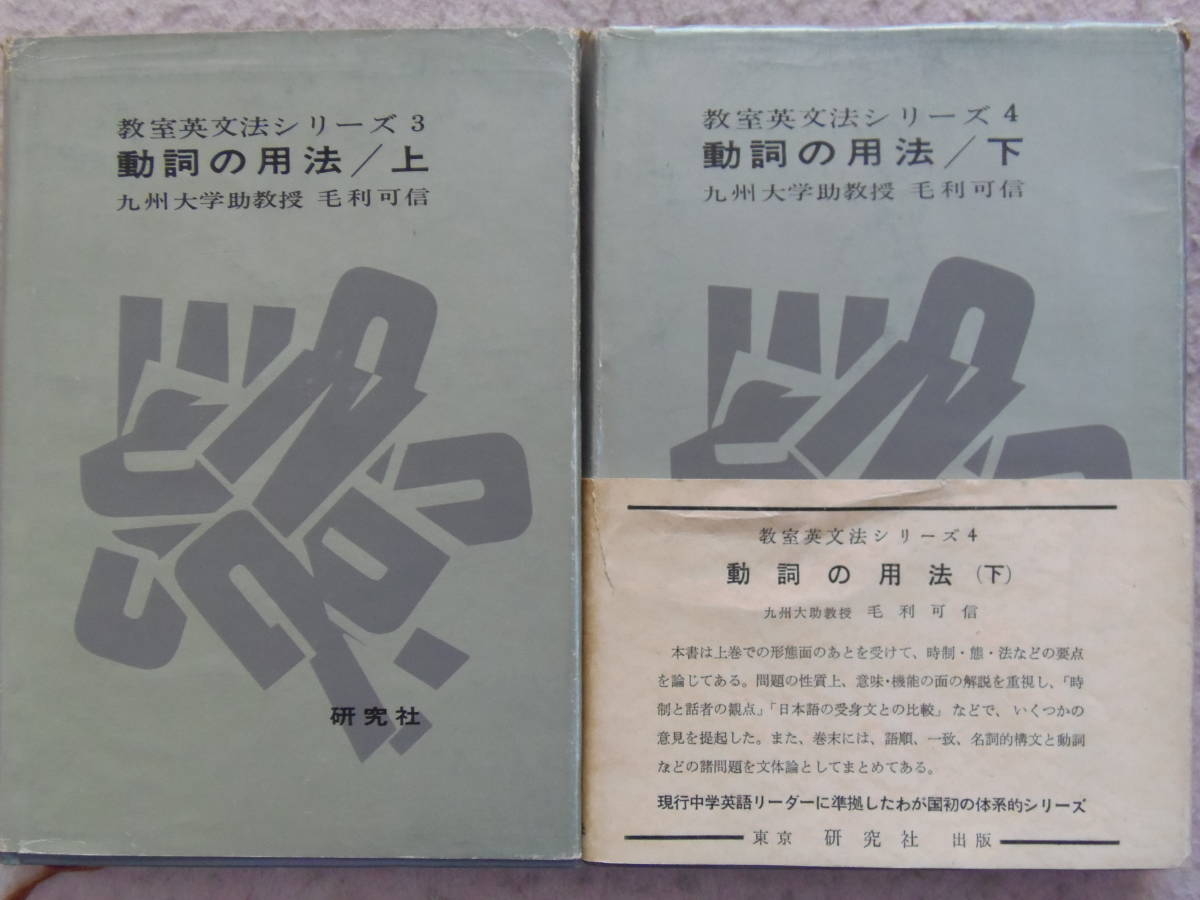 教室英文法シリーズ 3
動詞の用法／上
九州大学助教授 毛利可信
研究社
教室英文法シリーズ 4
動詞の用法／下
九州大学助教授 毛利可信
教室英文法シリーズ 4
動詞の用法（下）
九州大助教授 毛利可信
本書は上巻での形態面のあとを受けて、時制・態・法などの要点
を論じてある。問題の性質上、意味・機能の面の解説を重視し、「時
制と話者の観点」「日本語の受身文との比較」などで、いくつかの
意見を提起した。また、巻末には、語順、一致、名詞的構文と動詞
などの諸問題を文体論としてまとめてある。
現行中学英語リーダーに準拠したわが国初の体系的シリーズ
東京 研究社 出版